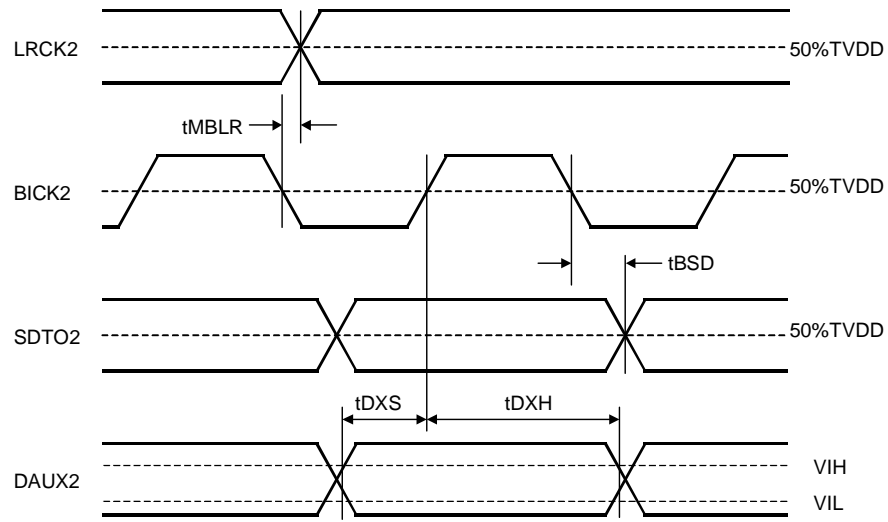 LRCK2
50%TVDD
tMBLR
BICK2
50%TVDD
tBSD
SDTO2
50%TVDD
tDXS
tDXH
DAUX2
VIH
VIL